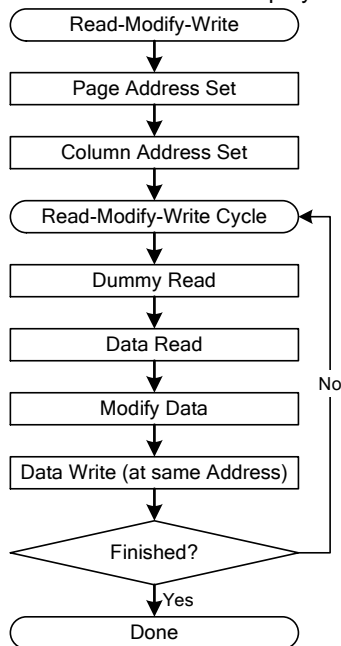 Read-Modify-Write
Page Address Set
Column Address Set
Read-Modify-Write Cycle
Dummy Read
Data Read
No
Modify Data
Data Write (at same Address)
Finished?
Yes
Done